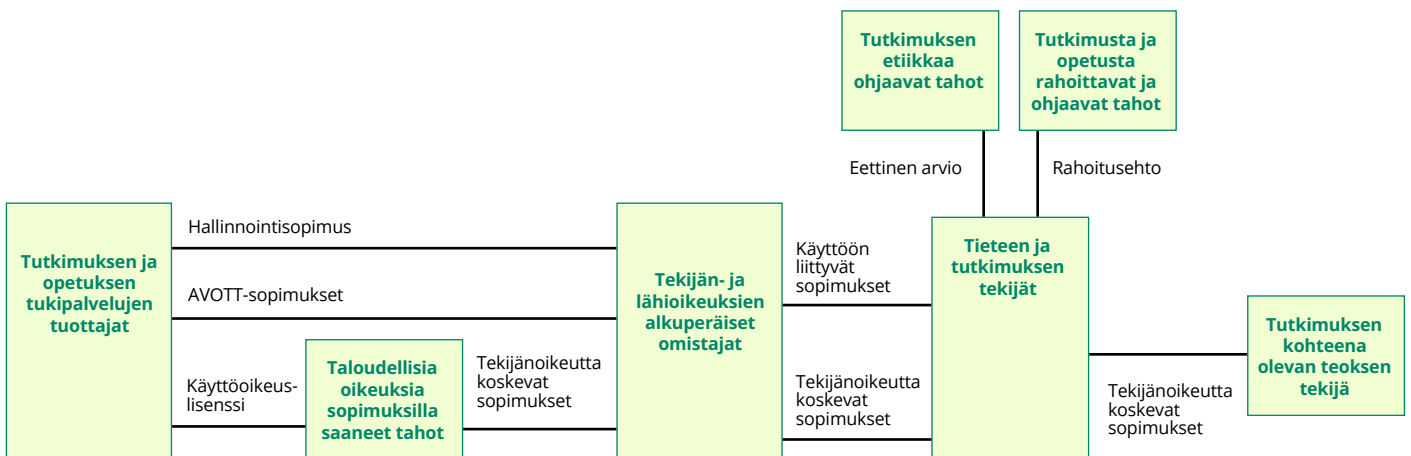 Tutkimuksen
etiikkaa
ohjaavat tahot
Tutkimusta ja
opetusta
rahoittavat ja
ohjaavat tahot
Eettinen arvio
Rahoitusehto
Tutkimuksen ja
opetuksen
tukipalvelujen
tuottajat
Hallinnointisopimus
AVOTT-sopimukset
Käyttöoikeus-
lisenssi
Taloudellisia
oikeuksia
sopimuksilla
saaneet tahot
Tekijänoikeutta
koskevat
sopimukset
Tekijän- ja
lähioikeuksien
alkuperäiset
omistajat
Käyttöön
liittyvät
sopimukset
Tekijänoikeutta
koskevat
sopimukset
Tieteen ja
tutkimuksen
tekijät
Tekijänoikeutta
koskevat
sopimukset
Tutkimuksen
kohteena
olevan teoksen
tekijä